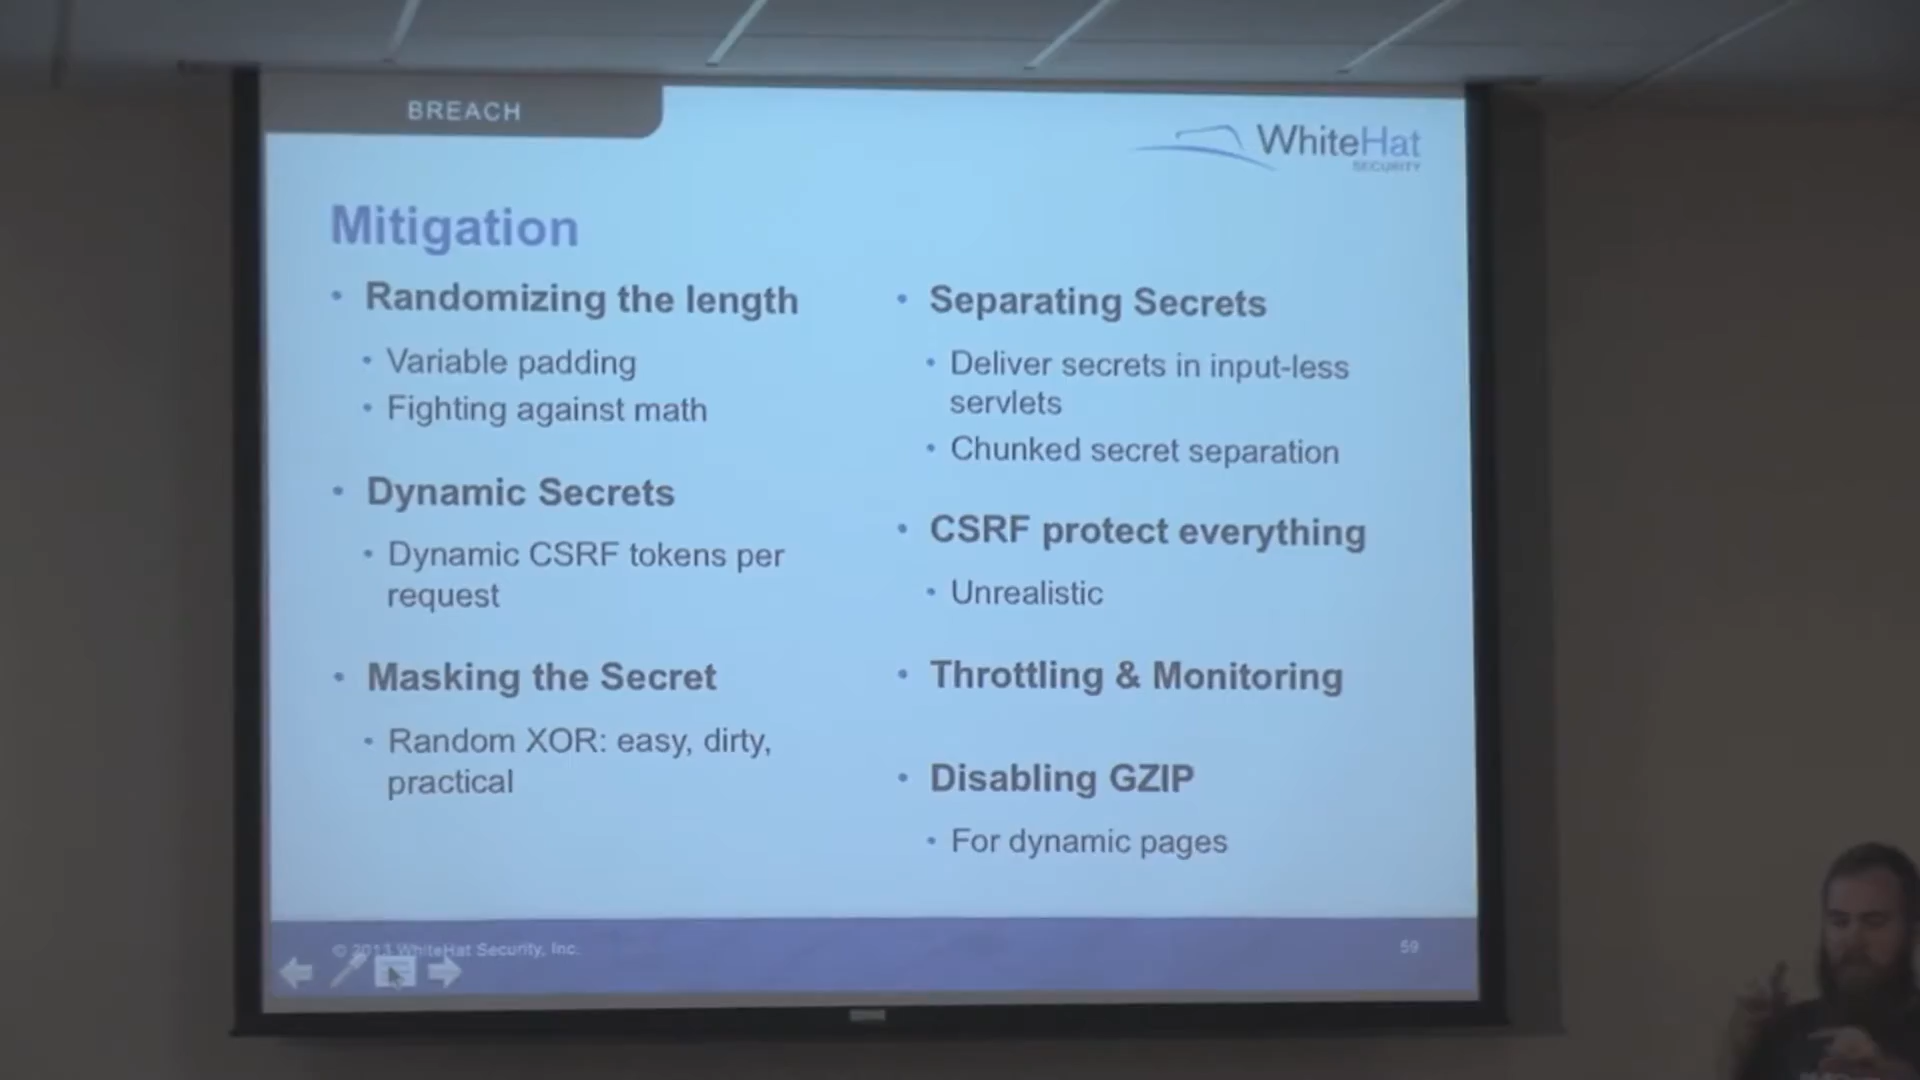 BREACH
WhiteHat
SECURITY
Mitigation
• Randomizing the length
• Variable padding
• Fighting against math
• Dynamic Secrets
• Dynamic CSRF tokens per
request
• Masking the Secret
• Random XOR: easy, dirty,
practical
• Separating Secrets
• Deliver secrets in input-less
servlets
• Chunked secret separation
• CSRF protect everything
• Unrealistic
• Throttling & Monitoring
• Disabling GZIP
• For dynamic pages
© 2013 WhiteHat Security, Inc.
59